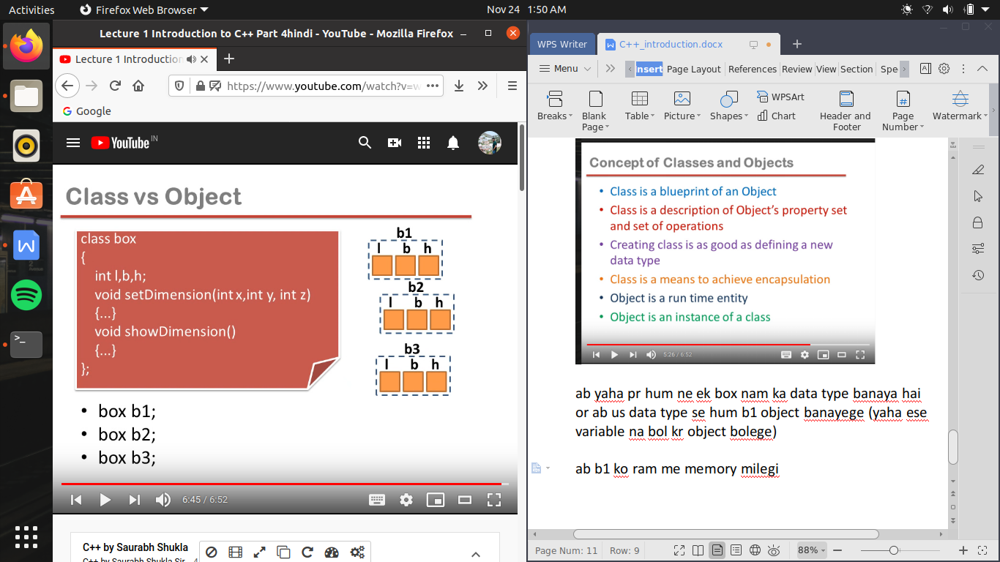 Activities Firefox Web Browser Nov 24 1:50 AM
Lecture 1 Introduction to C++ Part 4hindi - YouTube - Mozilla Firefox
Lecture 1 Introduction
https://www.youtube.com/watch?v=w
Google
YouTube IN
Class vs Object
class box
{
int l,b,h;
void setDimension(int x,int y, int z)
{...}
void showDimension()
{...}
};
b1
l b h
b2
l b h
b3
l b h
• box b1;
• box b2;
• box b3;
6:45 / 6:52
C++ by Saurabh Shukla
C++ by Saurabh Shukla Sir
WPS Writer C++_introduction.docx
Menu Insert Page Layout References Review View Section Spe
Breaks Blank Page Table Picture Shapes WPSArt Chart Header and Footer Page Number Watermark
Concept of Classes and Objects
• Class is a blueprint of an Object
• Class is a description of Object's property set
and set of operations
• Creating class is as good as defining a new
data type
• Class is a means to achieve encapsulation
• Object is a run time entity
• Object is an instance of a class
5:26 / 6:52
ab yaha pr hum ne ek box nam ka data type banaya hai
or ab us data type se hum b1 object banayege (yaha ese
variable na bol kr object bolege)
ab b1 ko ram me memory milegi
Page Num: 11 Row: 9 88%